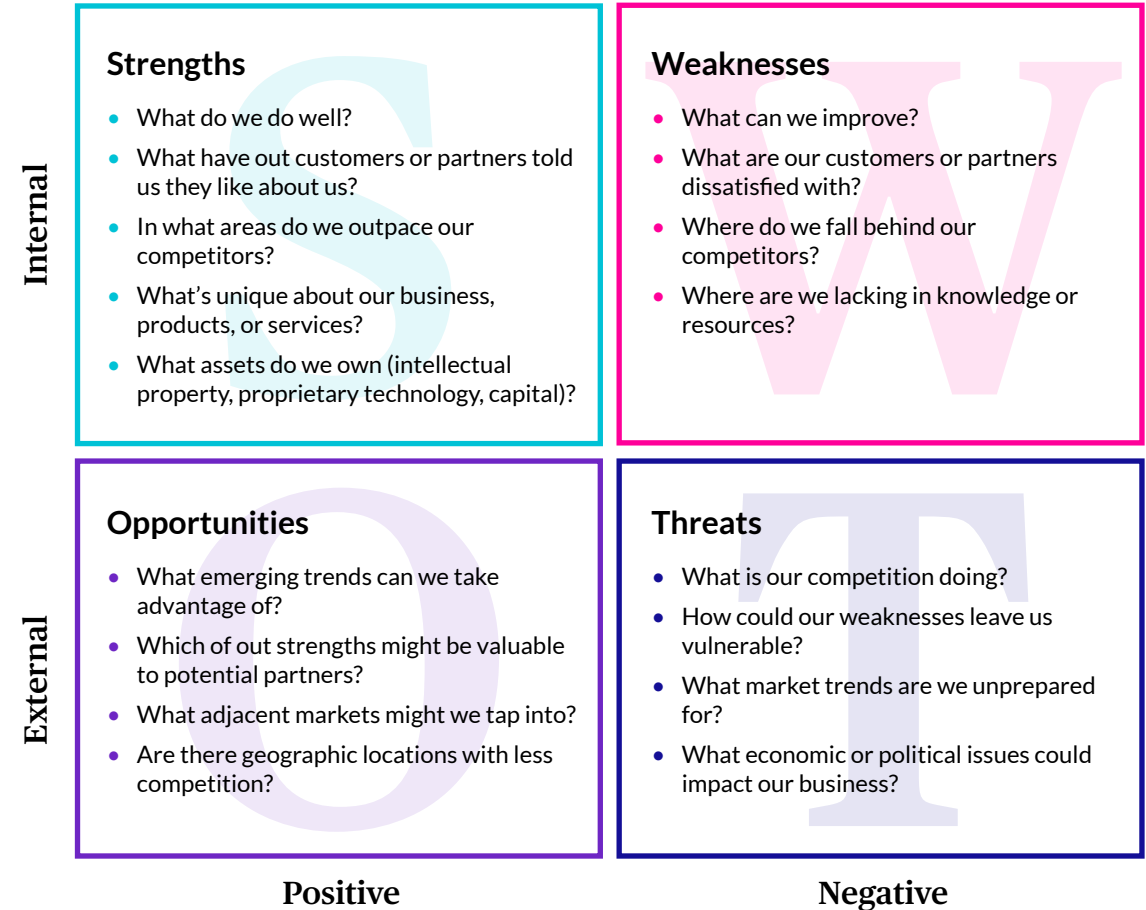 Internal
Strengths
What do we do well?
What have out customers or partners told
us they like about us?
In what areas do we outpace our
competitors?
What's unique about our business,
products, or services?
What assets do we own (intellectual
property, proprietary technology, capital)?
S
Weaknesses
What can we improve?
What are our customers or partners
dissatisfied with?
Where do we fall behind our
competitors?
Where are we lacking in knowledge or
resources?
W
External
Opportunities
What emerging trends can we take
advantage of?
Which of out strengths might be valuable
to potential partners?
What adjacent markets might we tap into?
Are there geographic locations with less
competition?
O
Threats
What is our competition doing?
How could our weaknesses leave us
vulnerable?
What market trends are we unprepared
for?
What economic or political issues could
impact our business?
T
Positive
Negative